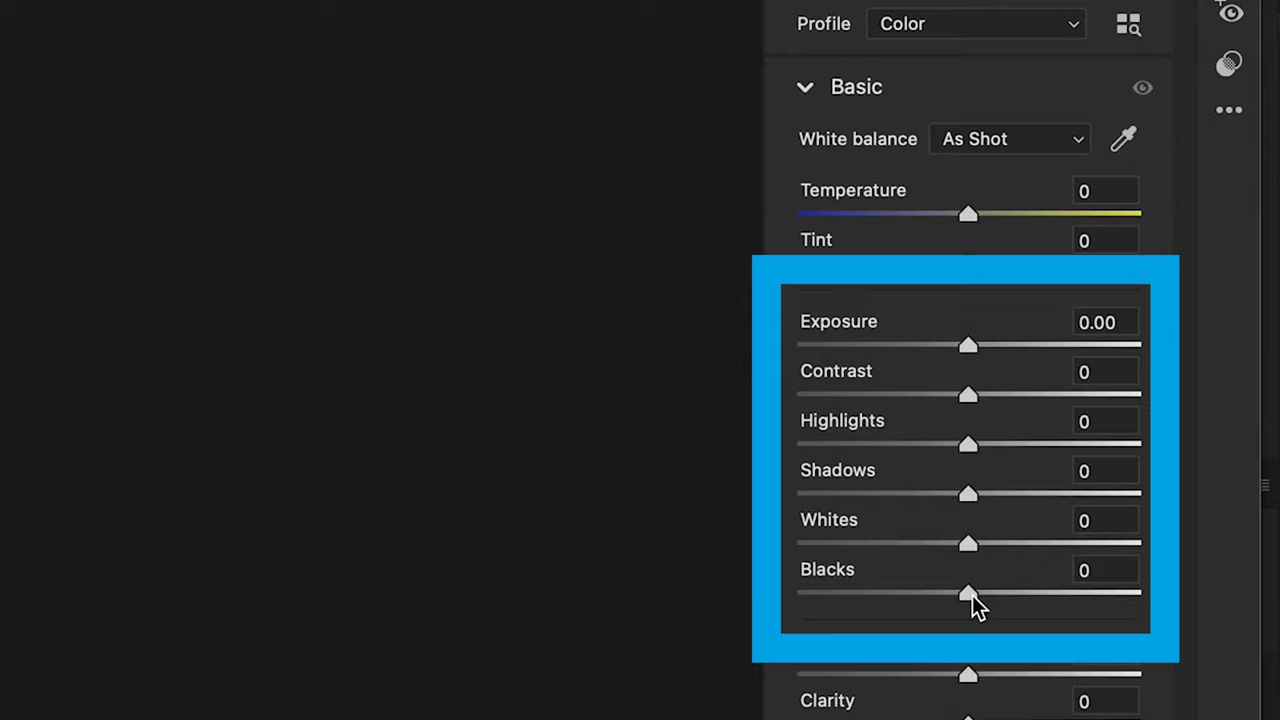 Profile Color
Basic
White balance As Shot
Temperature 0
Tint 0
Exposure 0.00
Contrast 0
Highlights 0
Shadows 0
Whites 0
Blacks 0
Clarity 0